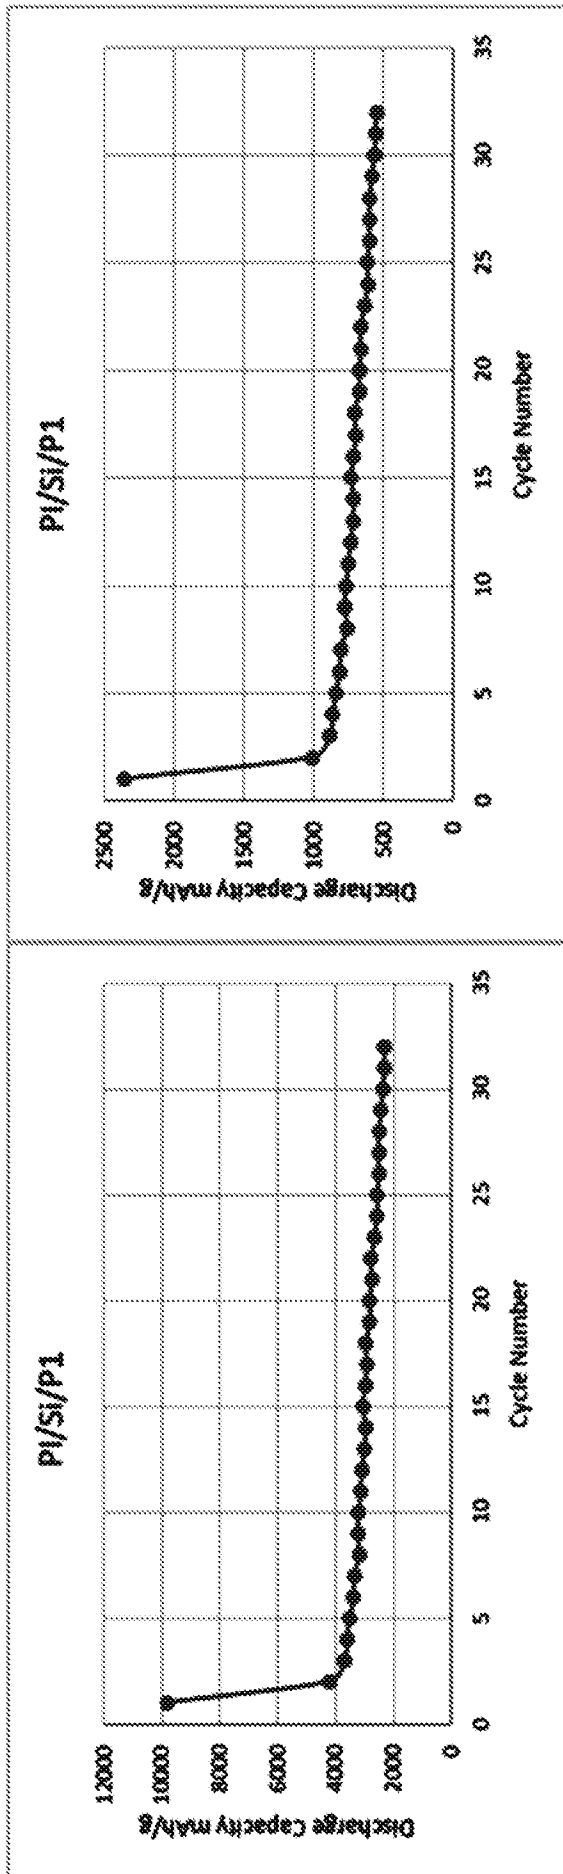 PI/Si/P1
Discharge Capacity mAh/g
12000
10000
8000
6000
4000
2000
0
0 5 10 15 20 25 30 35
Cycle Number
PI/Si/P1
Discharge Capacity mAh/g
2500
2000
1500
1000
500
0
0 5 10 15 20 25 30 35
Cycle Number